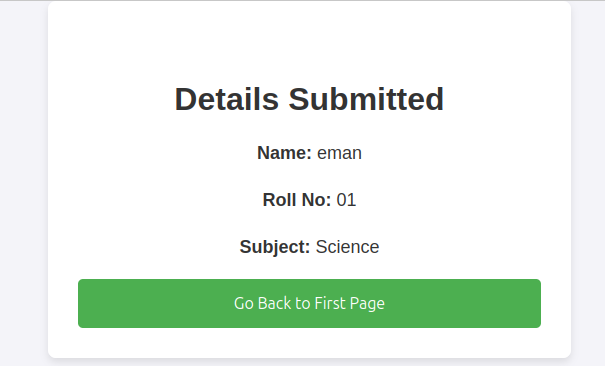 Details Submitted
Name: eman
Roll No: 01
Subject: Science
Go Back to First Page